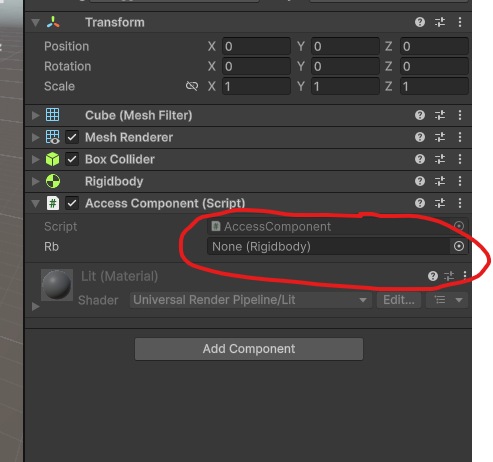 Transform
Position X 0 Y 0 Z 0
Rotation X 0 Y 0 Z 0
Scale X 1 Y 1 Z 1
Cube (Mesh Filter)
Mesh Renderer
Box Collider
Rigidbody
# Access Component (Script)
Script AccessComponent
Rb None (Rigidbody)
Lit (Material)
Shader Universal Render Pipeline/Lit Edit...
Add Component